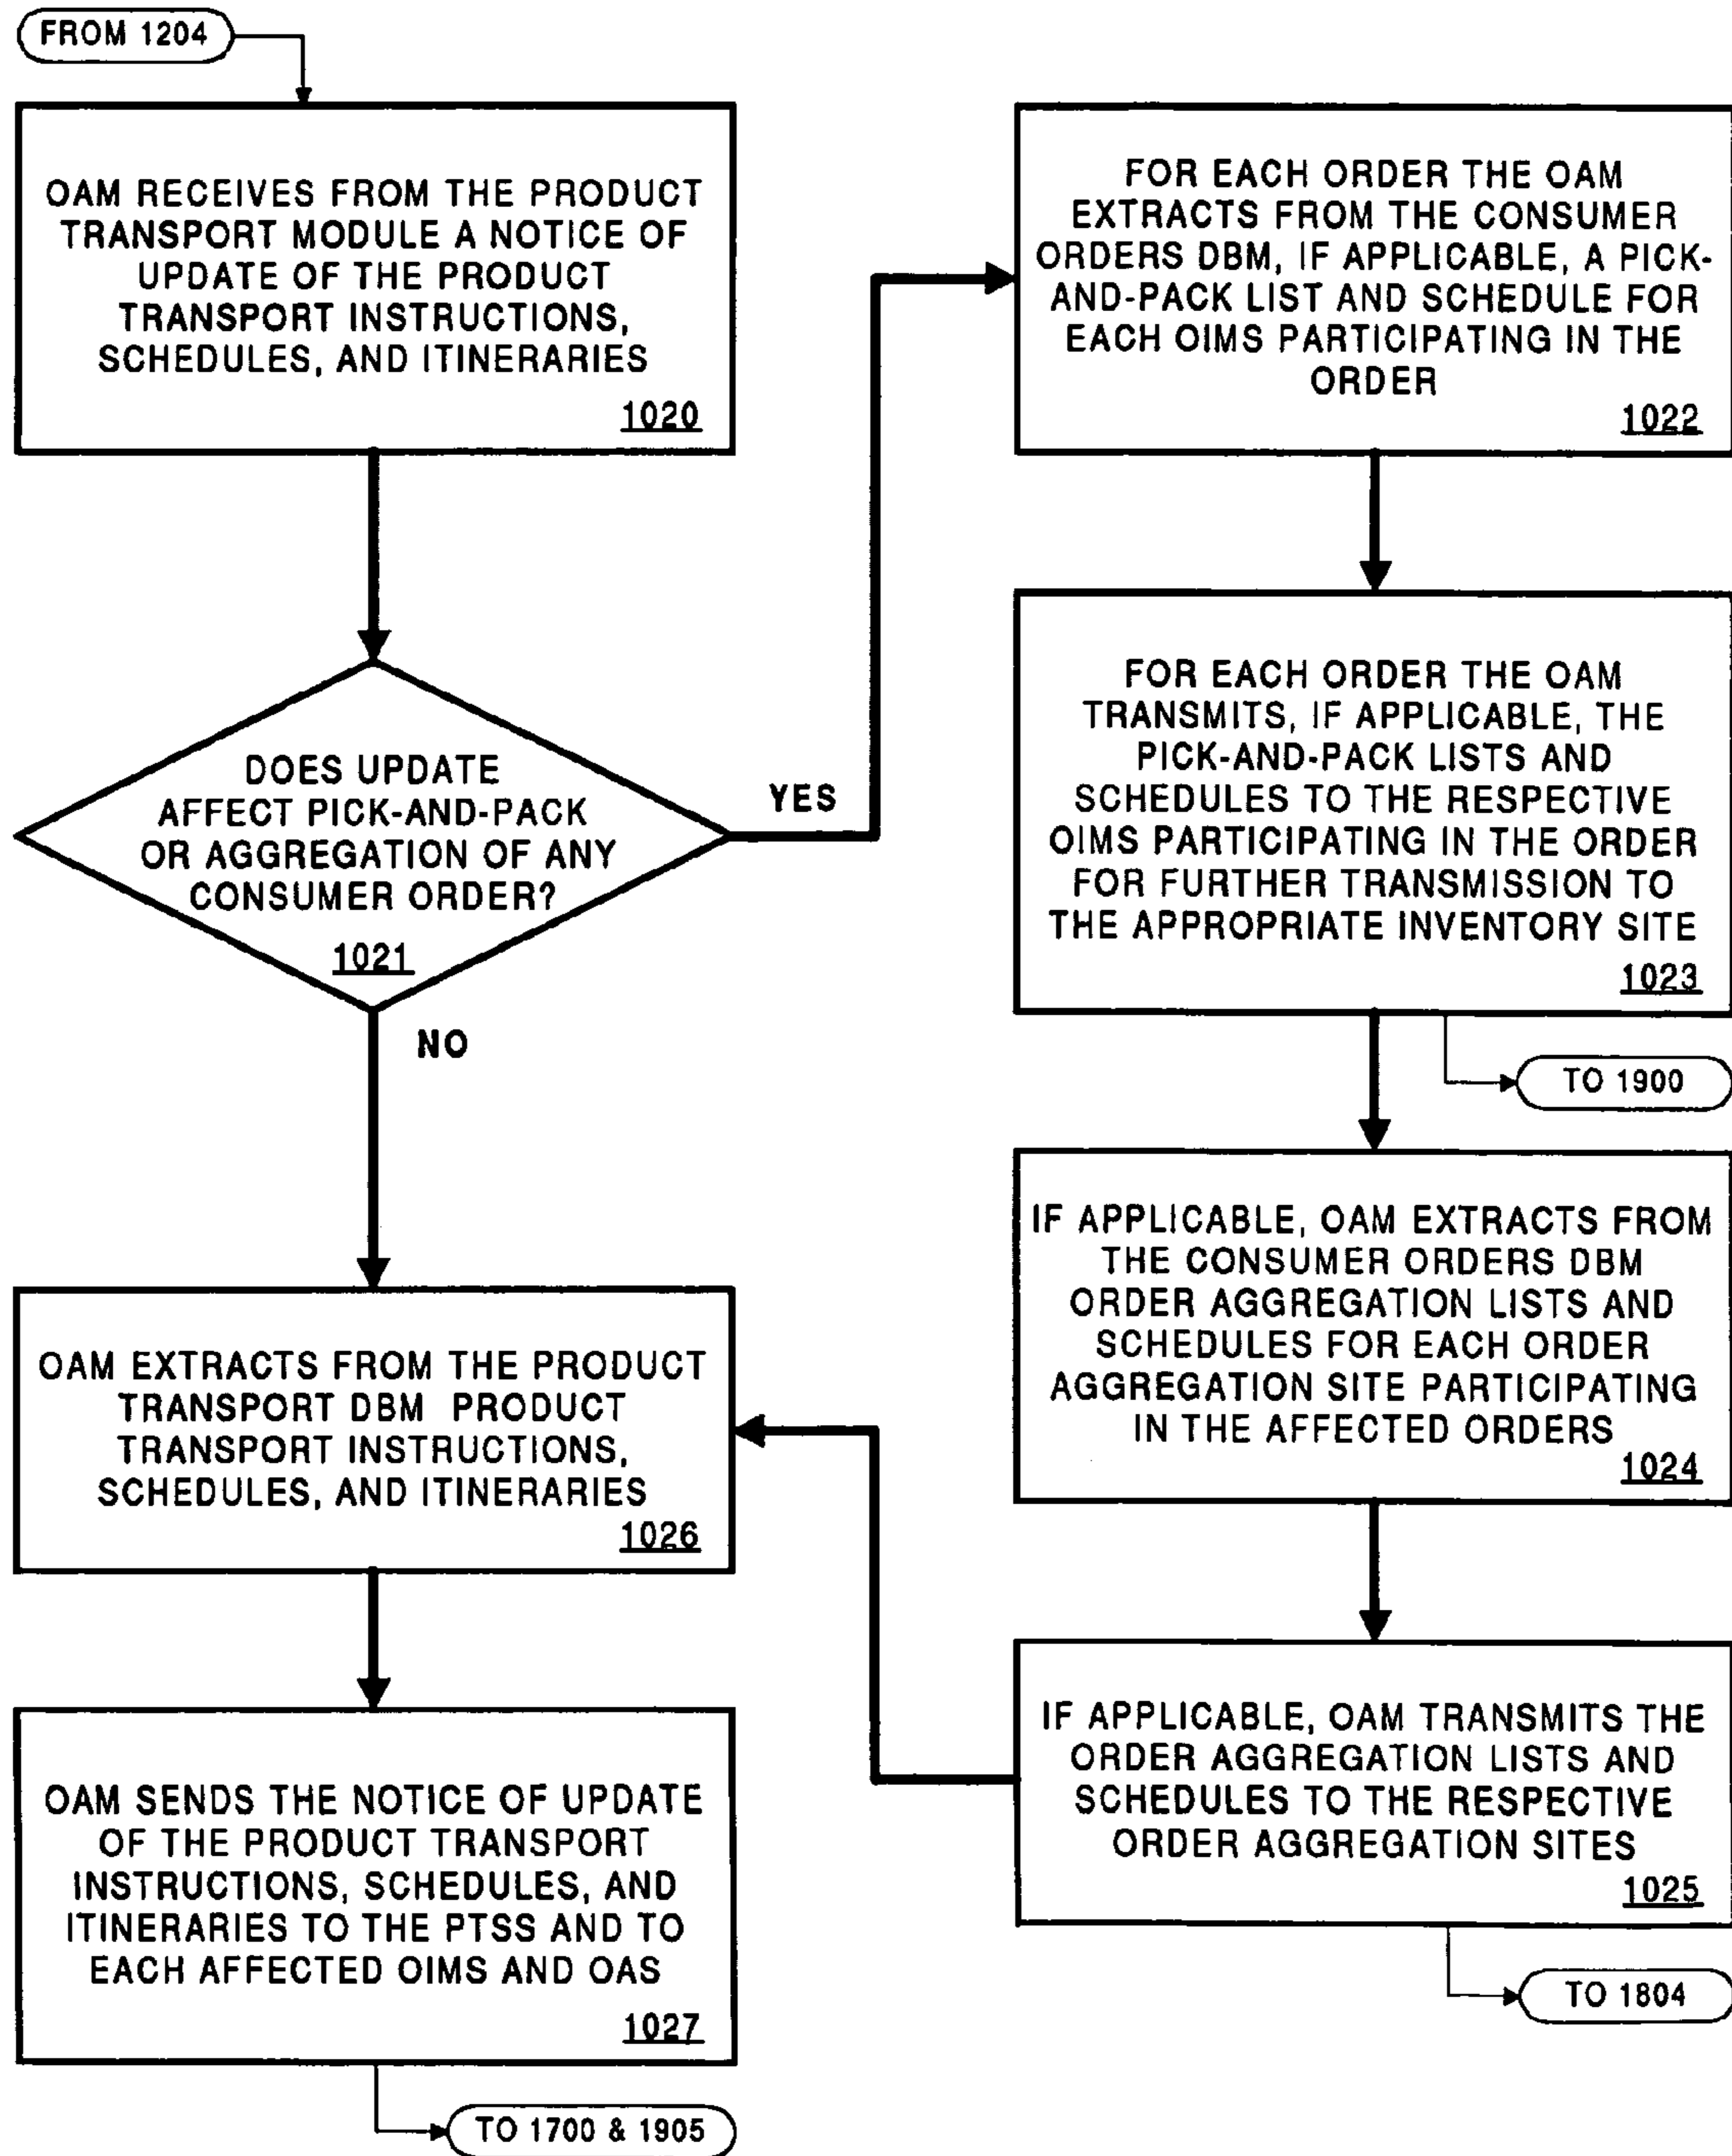 FROM 1204
OAM RECEIVES FROM THE PRODUCT
TRANSPORT MODULE A NOTICE OF
UPDATE OF THE PRODUCT
TRANSPORT INSTRUCTIONS,
SCHEDULES, AND ITINERARIES
1020
DOES UPDATE
AFFECT PICK-AND-PACK
OR AGGREGATION OF ANY
CONSUMER ORDER?
1021
YES
NO
FOR EACH ORDER THE OAM
EXTRACTS FROM THE CONSUMER
ORDERS DBM, IF APPLICABLE, A PICK-
AND-PACK LIST AND SCHEDULE FOR
EACH OIMS PARTICIPATING IN THE
ORDER
1022
FOR EACH ORDER THE OAM
TRANSMITS, IF APPLICABLE, THE
PICK-AND-PACK LISTS AND
SCHEDULES TO THE RESPECTIVE
OIMS PARTICIPATING IN THE ORDER
FOR FURTHER TRANSMISSION TO
THE APPROPRIATE INVENTORY SITE
1023
TO 1900
IF APPLICABLE, OAM EXTRACTS FROM
THE CONSUMER ORDERS DBM
ORDER AGGREGATION LISTS AND
SCHEDULES FOR EACH ORDER
AGGREGATION SITE PARTICIPATING
IN THE AFFECTED ORDERS
1024
IF APPLICABLE, OAM TRANSMITS THE
ORDER AGGREGATION LISTS AND
SCHEDULES TO THE RESPECTIVE
ORDER AGGREGATION SITES
1025
TO 1804
OAM EXTRACTS FROM THE PRODUCT
TRANSPORT DBM PRODUCT
TRANSPORT INSTRUCTIONS,
SCHEDULES, AND ITINERARIES
1026
OAM SENDS THE NOTICE OF UPDATE
OF THE PRODUCT TRANSPORT
INSTRUCTIONS, SCHEDULES, AND
ITINERARIES TO THE PTSS AND TO
EACH AFFECTED OIMS AND OAS
1027
TO 1700 & 1905